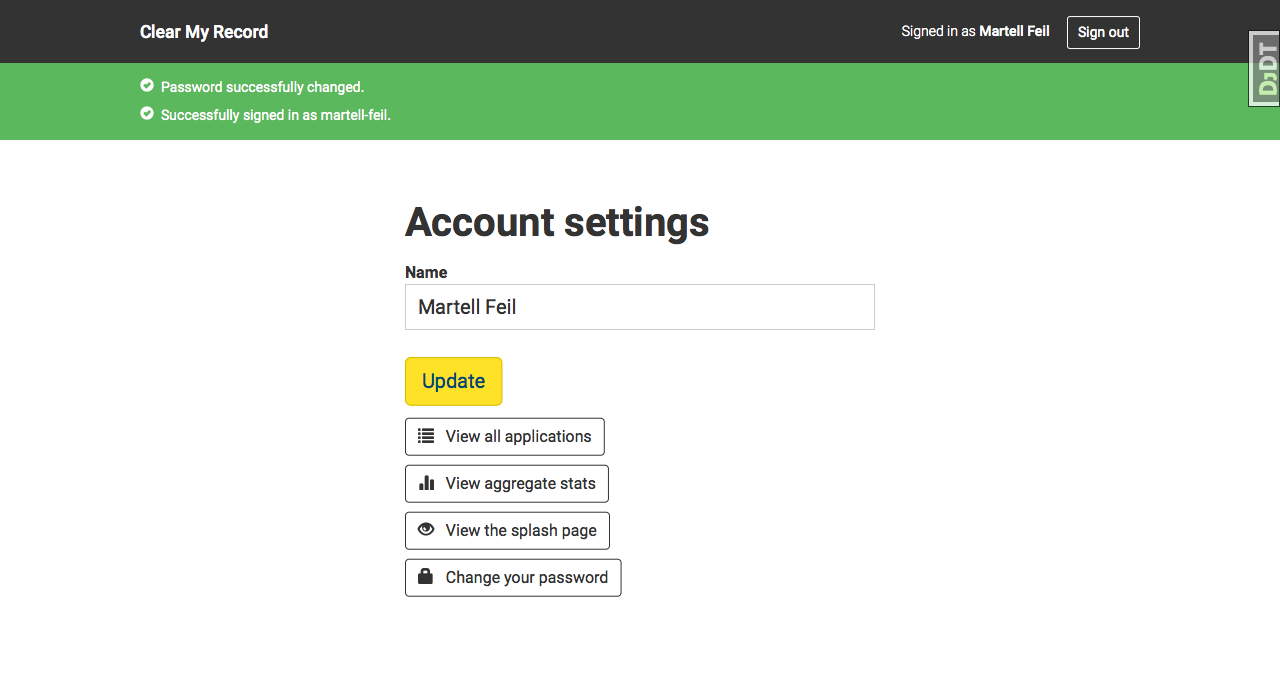 Clear My Record
Signed in as Martell Feil
Sign out
DJDT
Password successfully changed.
Successfully signed in as martell-feil.
Account settings
Name
Martell Feil
Update
View all applications
View aggregate stats
View the splash page
Change your password